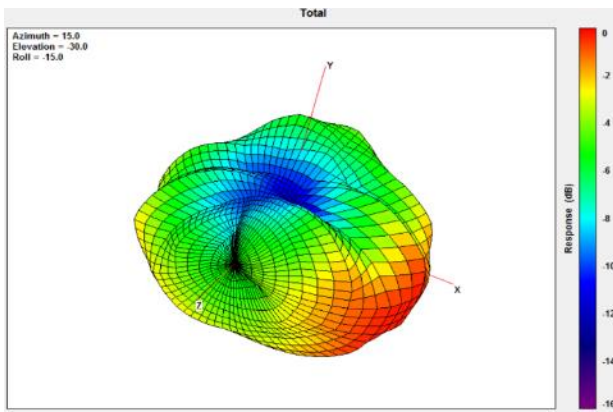 Total
Azimuth = 15.0
Elevation = -30.0
Roll = -15.0
Y
X
7
0
-2
-4
-6
-8
-10
-12
-14
-16
Response (dB)